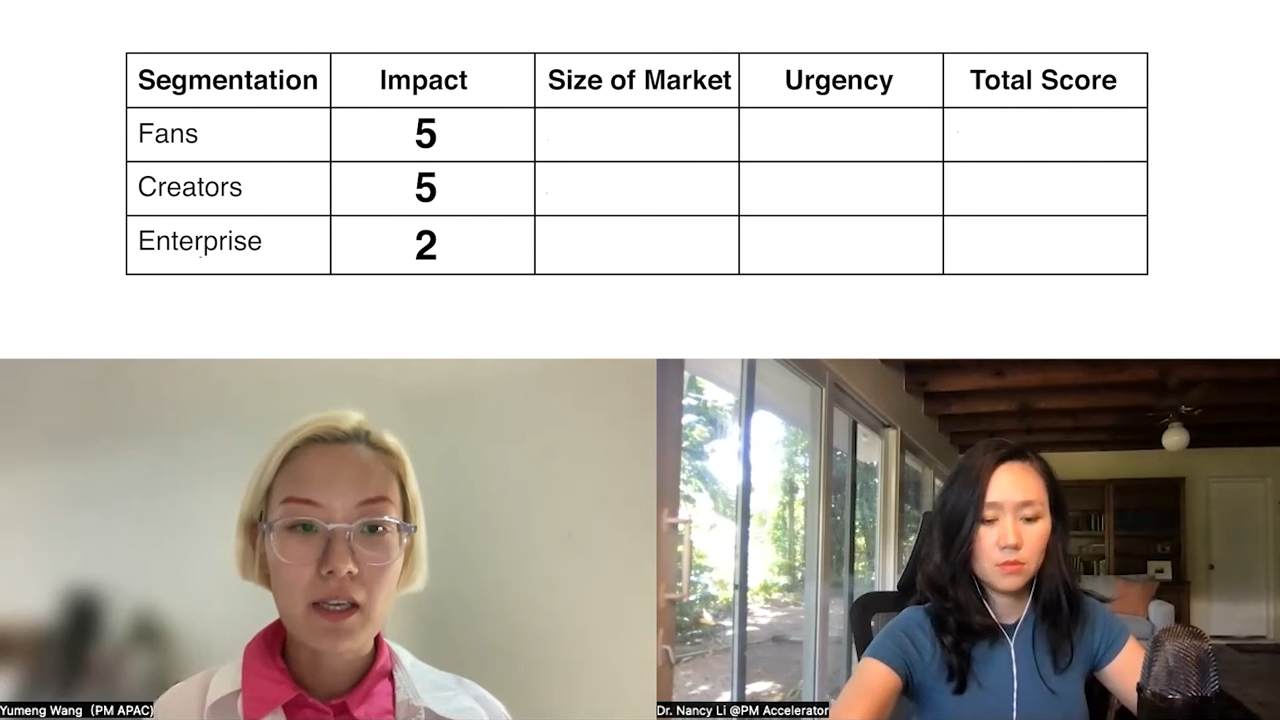 Segmentation Impact Size of Market Urgency Total Score
Fans 5
Creators 5
Enterprise 2
Yumeng Wang (PM APAC)
Dr. Nancy Li @PM Accelerator